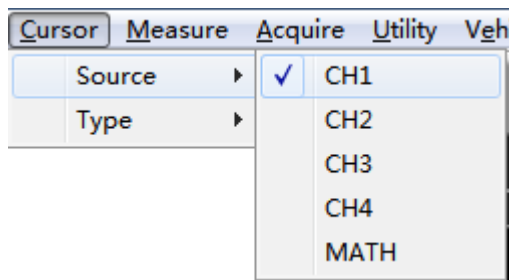 Cursor Measure Acquire Utility Veh
Source CH1
Type CH2
CH3
CH4
MATH